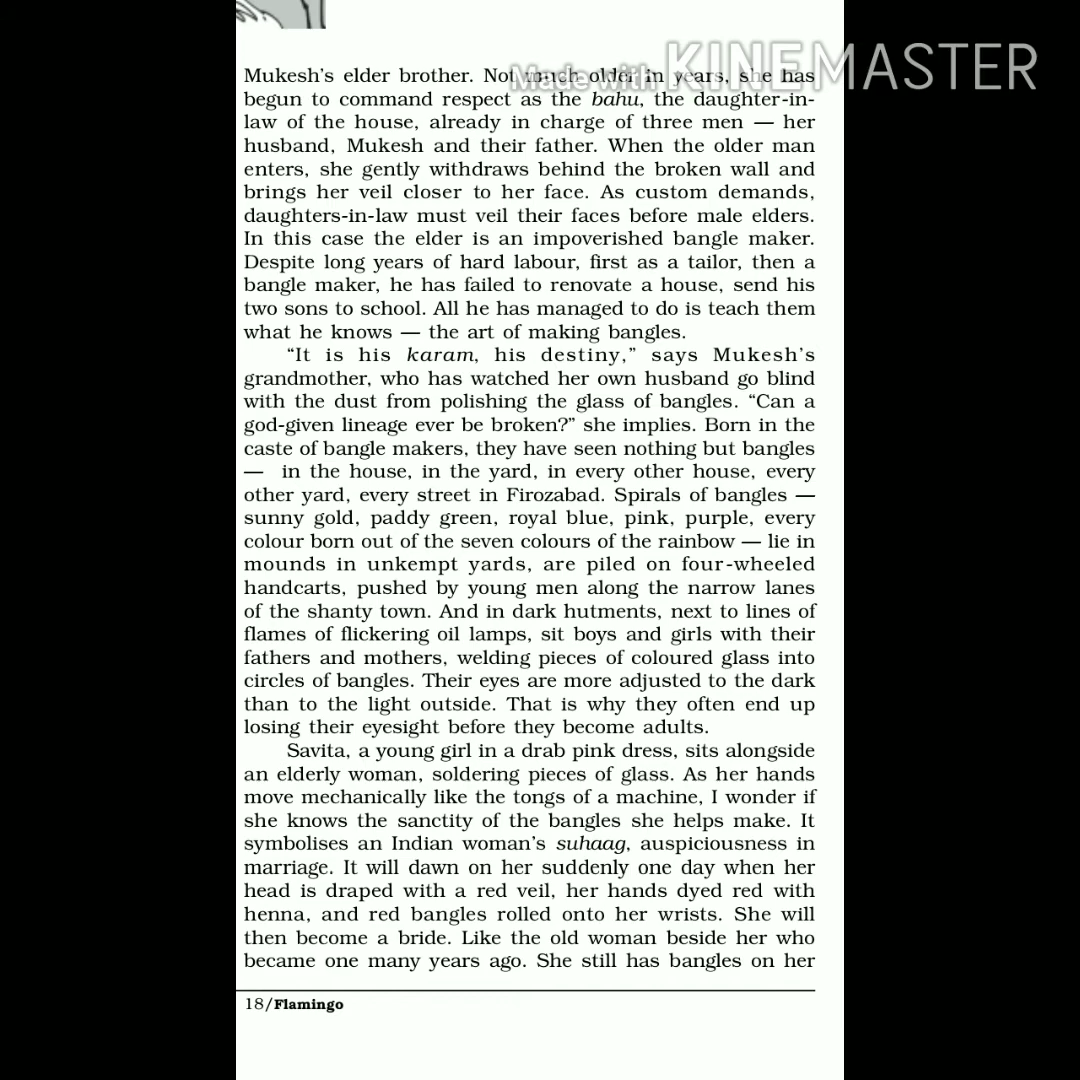 Made with KINEMASTER
Mukesh's elder brother. Not much older in years, she has
begun to command respect as the bahu, the daughter-in-
law of the house, already in charge of three men — her
husband, Mukesh and their father. When the older man
enters, she gently withdraws behind the broken wall and
brings her veil closer to her face. As custom demands,
daughters-in-law must veil their faces before male elders.
In this case the elder is an impoverished bangle maker.
Despite long years of hard labour, first as a tailor, then a
bangle maker, he has failed to renovate a house, send his
two sons to school. All he has managed to do is teach them
what he knows — the art of making bangles.
“It is his karam, his destiny,” says Mukesh's
grandmother, who has watched her own husband go blind
with the dust from polishing the glass of bangles. “Can a
god-given lineage ever be broken?” she implies. Born in the
caste of bangle makers, they have seen nothing but bangles
— in the house, in the yard, in every other house, every
other yard, every street in Firozabad. Spirals of bangles —
sunny gold, paddy green, royal blue, pink, purple, every
colour born out of the seven colours of the rainbow — lie in
mounds in unkempt yards, are piled on four-wheeled
handcarts, pushed by young men along the narrow lanes
of the shanty town. And in dark hutments, next to lines of
flames of flickering oil lamps, sit boys and girls with their
fathers and mothers, welding pieces of coloured glass into
circles of bangles. Their eyes are more adjusted to the dark
than to the light outside. That is why they often end up
losing their eyesight before they become adults.
Savita, a young girl in a drab pink dress, sits alongside
an elderly woman, soldering pieces of glass. As her hands
move mechanically like the tongs of a machine, I wonder if
she knows the sanctity of the bangles she helps make. It
symbolises an Indian woman's suhaag, auspiciousness in
marriage. It will dawn on her suddenly one day when her
head is draped with a red veil, her hands dyed red with
henna, and red bangles rolled onto her wrists. She will
then become a bride. Like the old woman beside her who
became one many years ago. She still has bangles on her
18/Flamingo